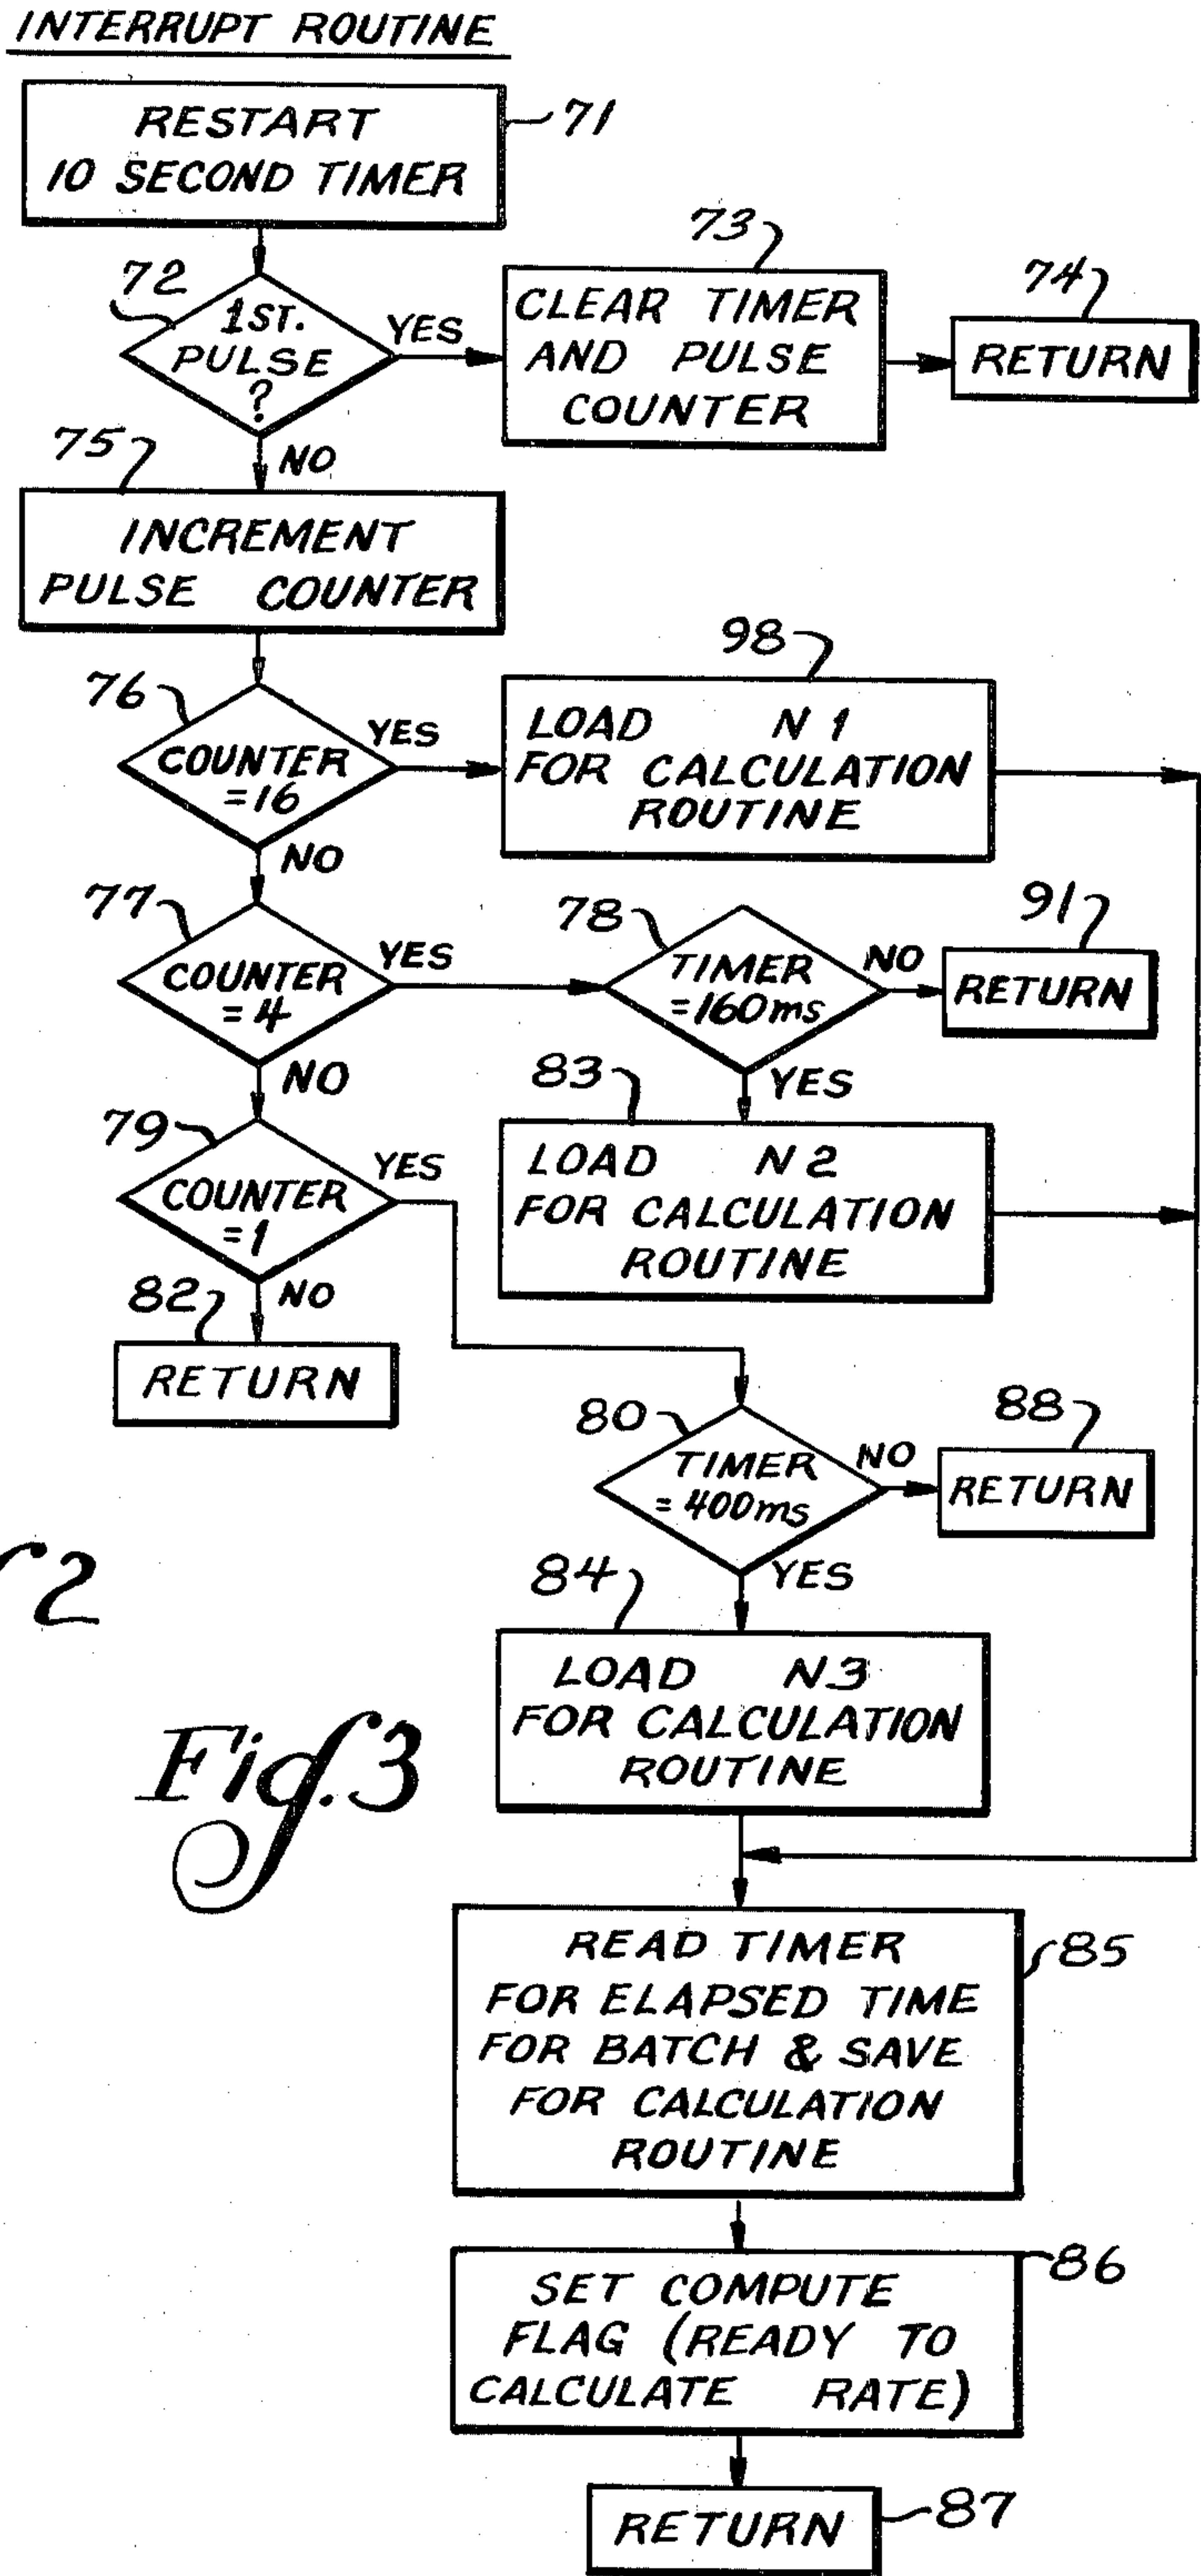 INTERRUPT ROUTINE
RESTART
10 SECOND TIMER
71
72
1ST.
PULSE
?
YES
NO
73
CLEAR TIMER
AND PULSE
COUNTER
74
RETURN
75
INCREMENT
PULSE COUNTER
76
COUNTER
=16
YES
NO
98
LOAD N1
FOR CALCULATION
ROUTINE
77
COUNTER
=4
YES
NO
78
TIMER
=160ms
NO
YES
91
RETURN
83
LOAD N2
FOR CALCULATION
ROUTINE
79
COUNTER
=1
YES
NO
82
RETURN
80
TIMER
=400ms
NO
YES
88
RETURN
2
84
LOAD N3
FOR CALCULATION
ROUTINE
Fig.3
READ TIMER
FOR ELAPSED TIME
FOR BATCH & SAVE
FOR CALCULATION
ROUTINE
85
SET COMPUTE
FLAG (READY TO
CALCULATE RATE)
86
RETURN
87